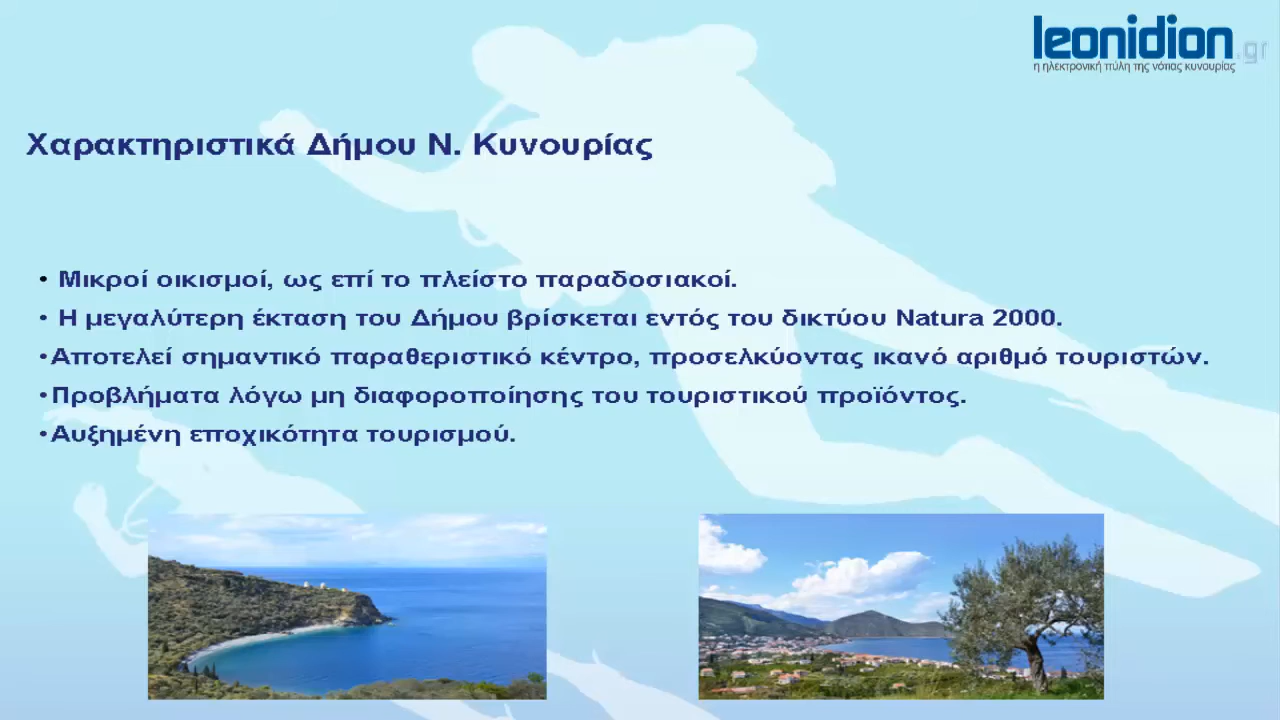 leonidion.gr
η ηλεκτρονική πύλη της νότιας κυνουρίας
Χαρακτηριστικά Δήμου Ν. Κυνουρίας
• Μικροί οικισμοί, ως επί το πλείστο παραδοσιακοί.
• Η μεγαλύτερη έκταση του Δήμου βρίσκεται εντός του δικτύου Natura 2000.
•Αποτελεί σημαντικό παραθεριστικό κέντρο, προσελκύοντας ικανό αριθμό τουριστών.
•Προβλήματα λόγω μη διαφοροποίησης του τουριστικού προϊόντος.
•Αυξημένη εποχικότητα τουρισμού.